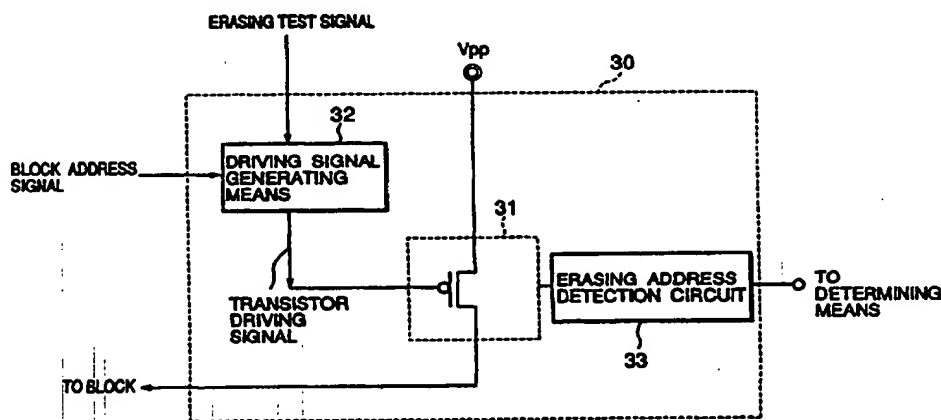 ERASING TEST SIGNAL
Vpp
30
32
BLOCK ADDRESS
SIGNAL
DRIVING SIGNAL
GENERATING
MEANS
31
ERASING ADDRESS
DETECTION CIRCUIT
TO
DETERMINING
MEANS
TRANSISTOR
DRIVING
SIGNAL
33
TO BLOCK